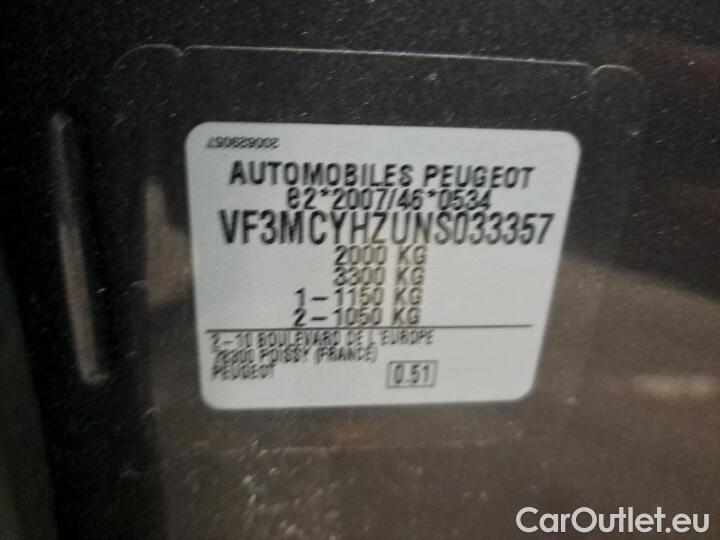 200629057
AUTOMOBILES PEUGEOT
e2*2007/46*0534
VF3MCYHZUNS033357
2000 KG
3300 KG
1-1150 KG
2-1050 KG
2-10 BOULEVARD DE L'EUROPE
78300 POISSY (FRANCE)
PEUGEOT
0.51
CarOutlet.eu